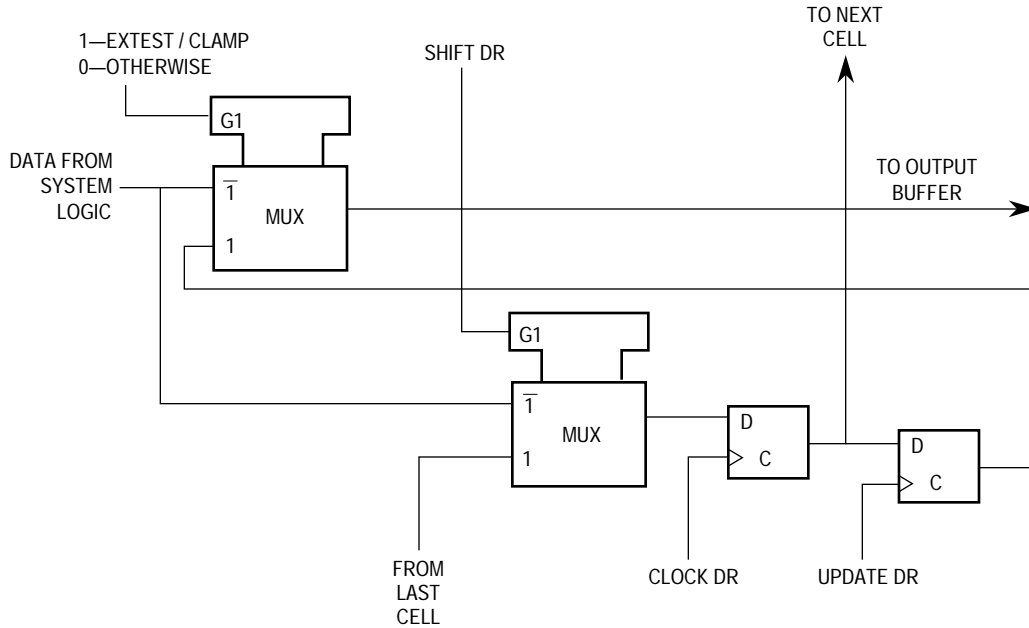 TO NEXT
CELL
1—EXTEST / CLAMP
0—OTHERWISE
SHIFT DR
G1
DATA FROM
SYSTEM
LOGIC
1̅
MUX
1
TO OUTPUT
BUFFER
G1
1̅
MUX
1
D
C
D
C
FROM
LAST
CELL
CLOCK DR
UPDATE DR